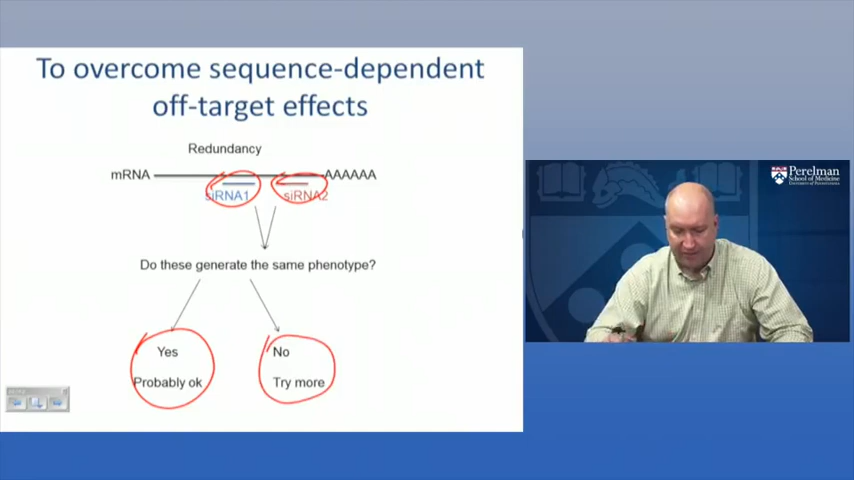 To overcome sequence-dependent
off-target effects
Redundancy
mRNA AAAAAA
siRNA1 siRNA2
Do these generate the same phenotype?
Yes No
Probably ok Try more
Perelman
School of Medicine
University of Pennsylvania